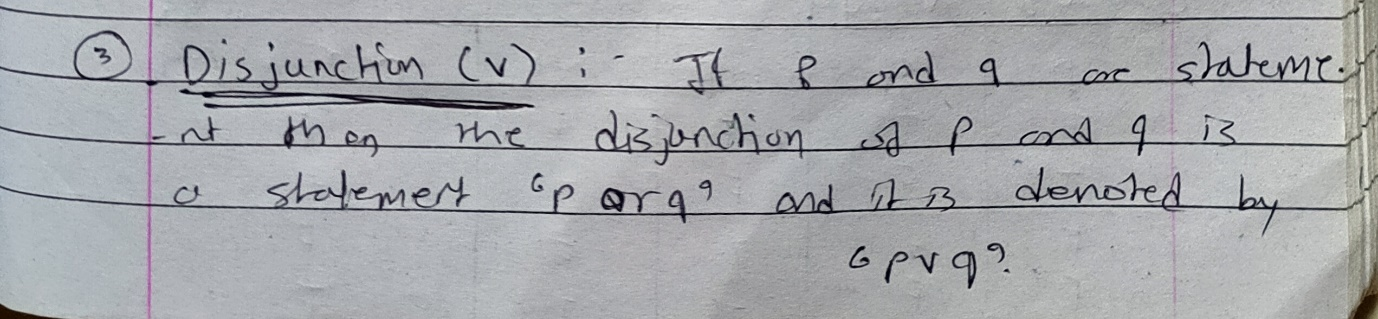 ③ Disjunction (v) :- If p and q are stateme-
-nt then the disjunction of p and q is
a statement 'p or q' and it is denoted by
'p v q'.